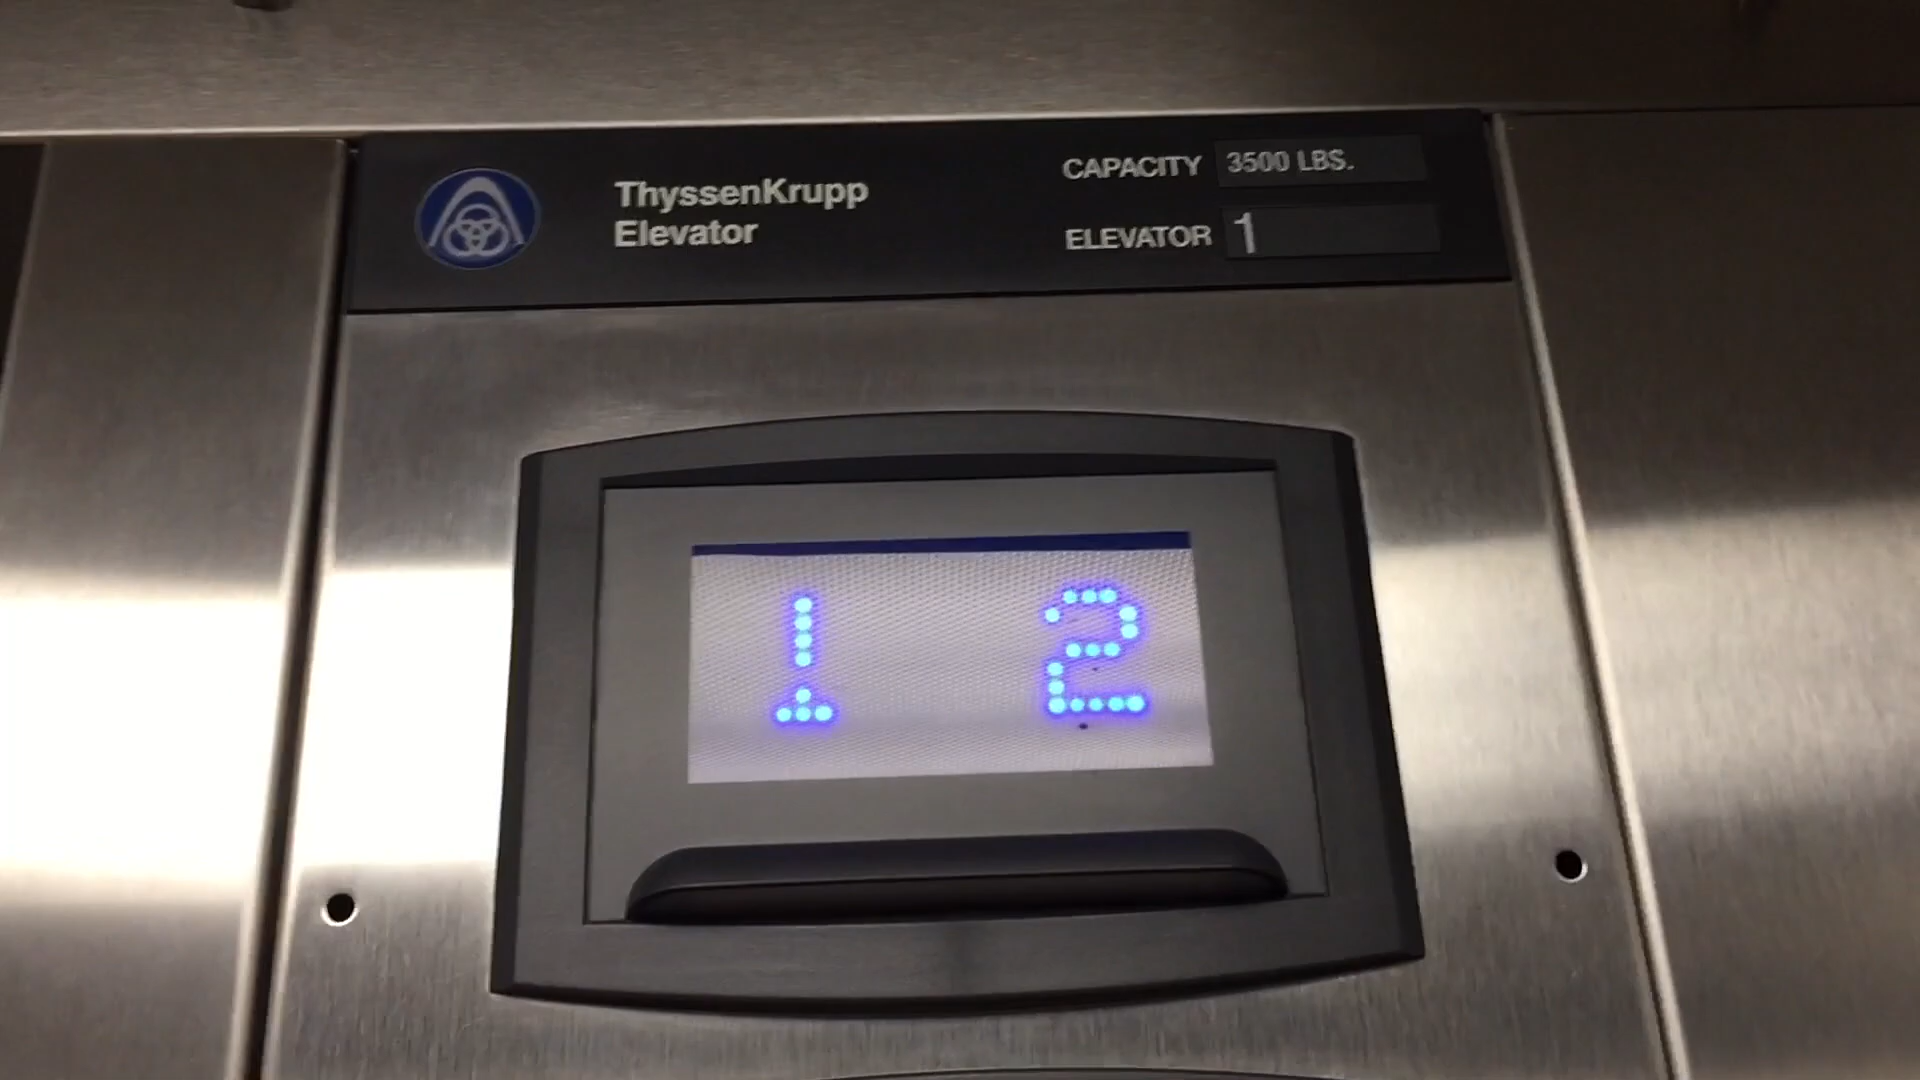 ThyssenKrupp
Elevator
CAPACITY 3500 LBS.
ELEVATOR 1
1 2